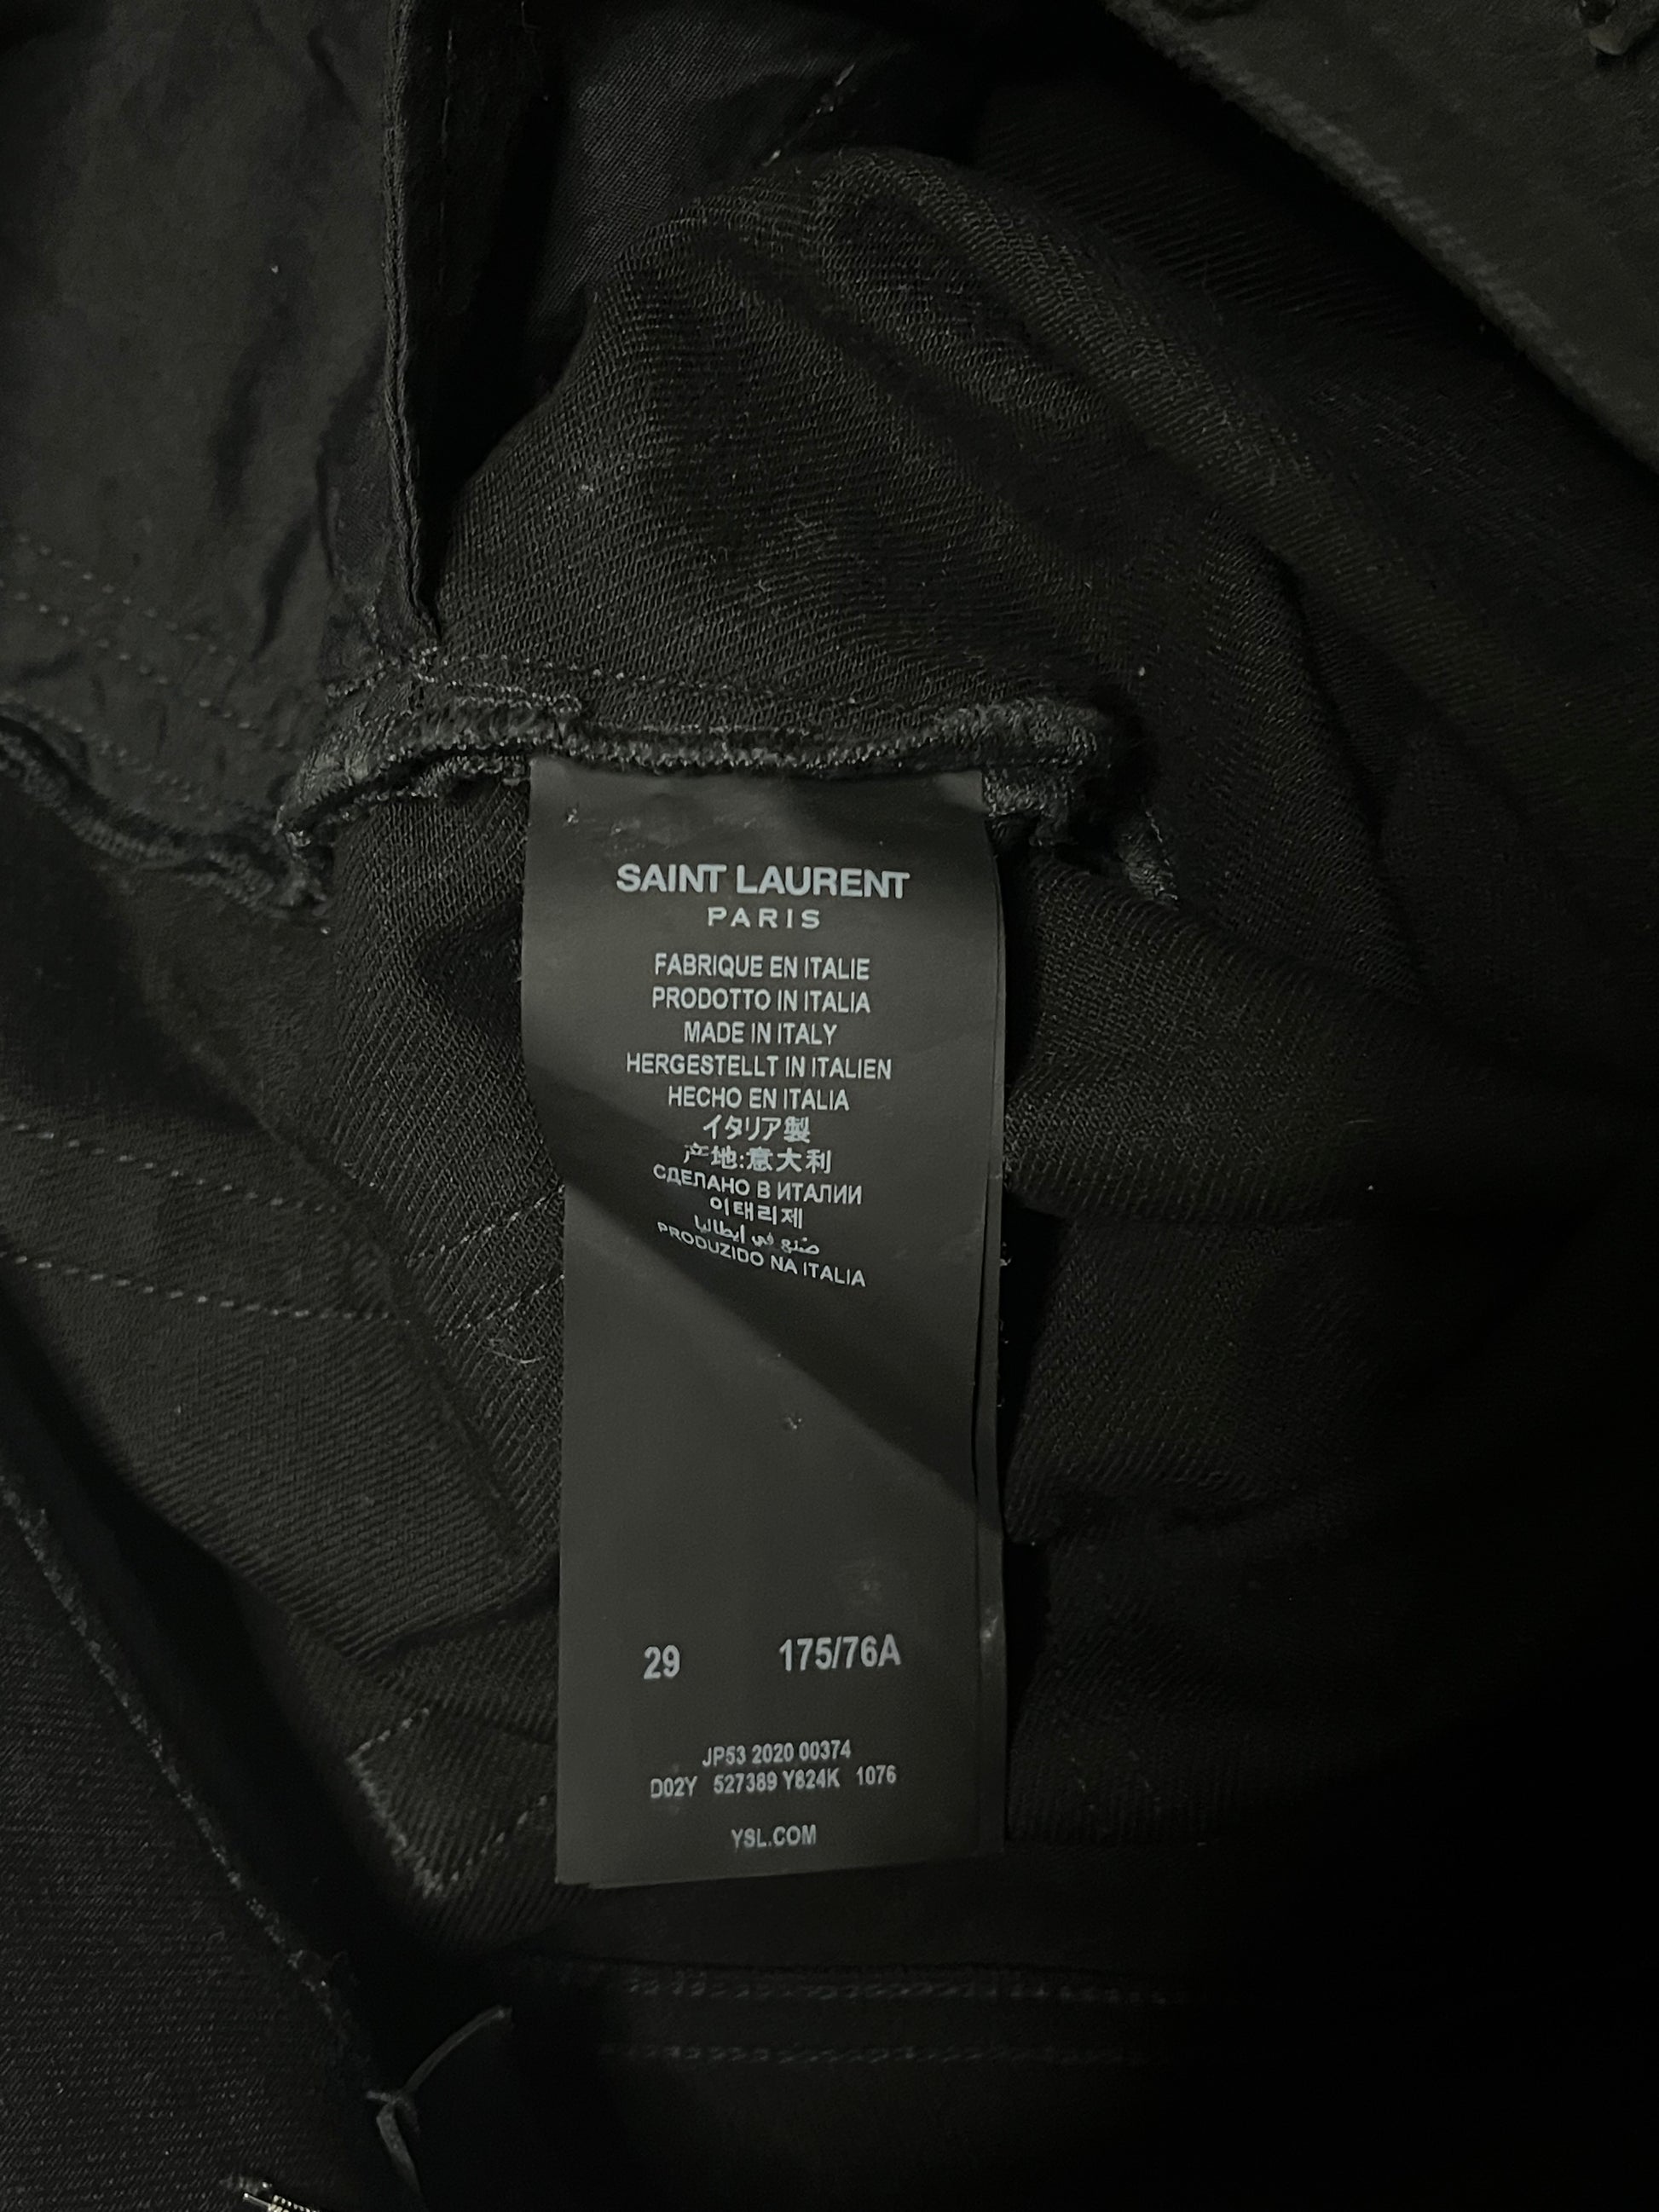 SAINT LAURENT
PARIS
FABRIQUE EN ITALIE
PRODOTTO IN ITALIA
MADE IN ITALY
HERGESTELLT IN ITALIEN
HECHO EN ITALIA
イタリア製
产地:意大利
СДЕЛАНО В ИТАЛИИ
이태리제
صنع في ايطاليا
PRODUZIDO NA ITALIA
29 175/76A
JP53 2020 00374
D02Y 527389 Y824K 1076
YSL.COM